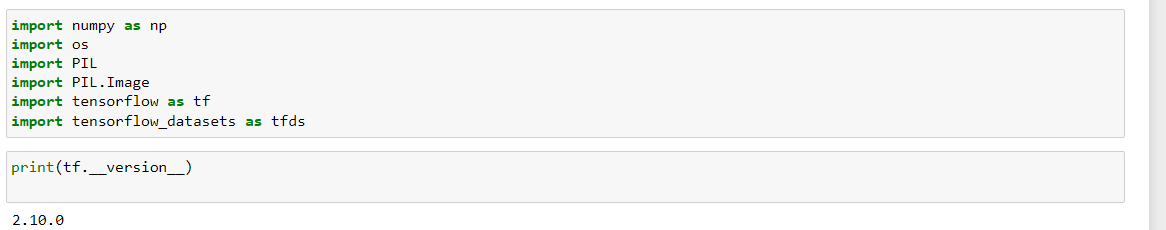 import numpy as np
import os
import PIL
import PIL.Image
import tensorflow as tf
import tensorflow_datasets as tfds
print(tf.__version__)
2.10.0